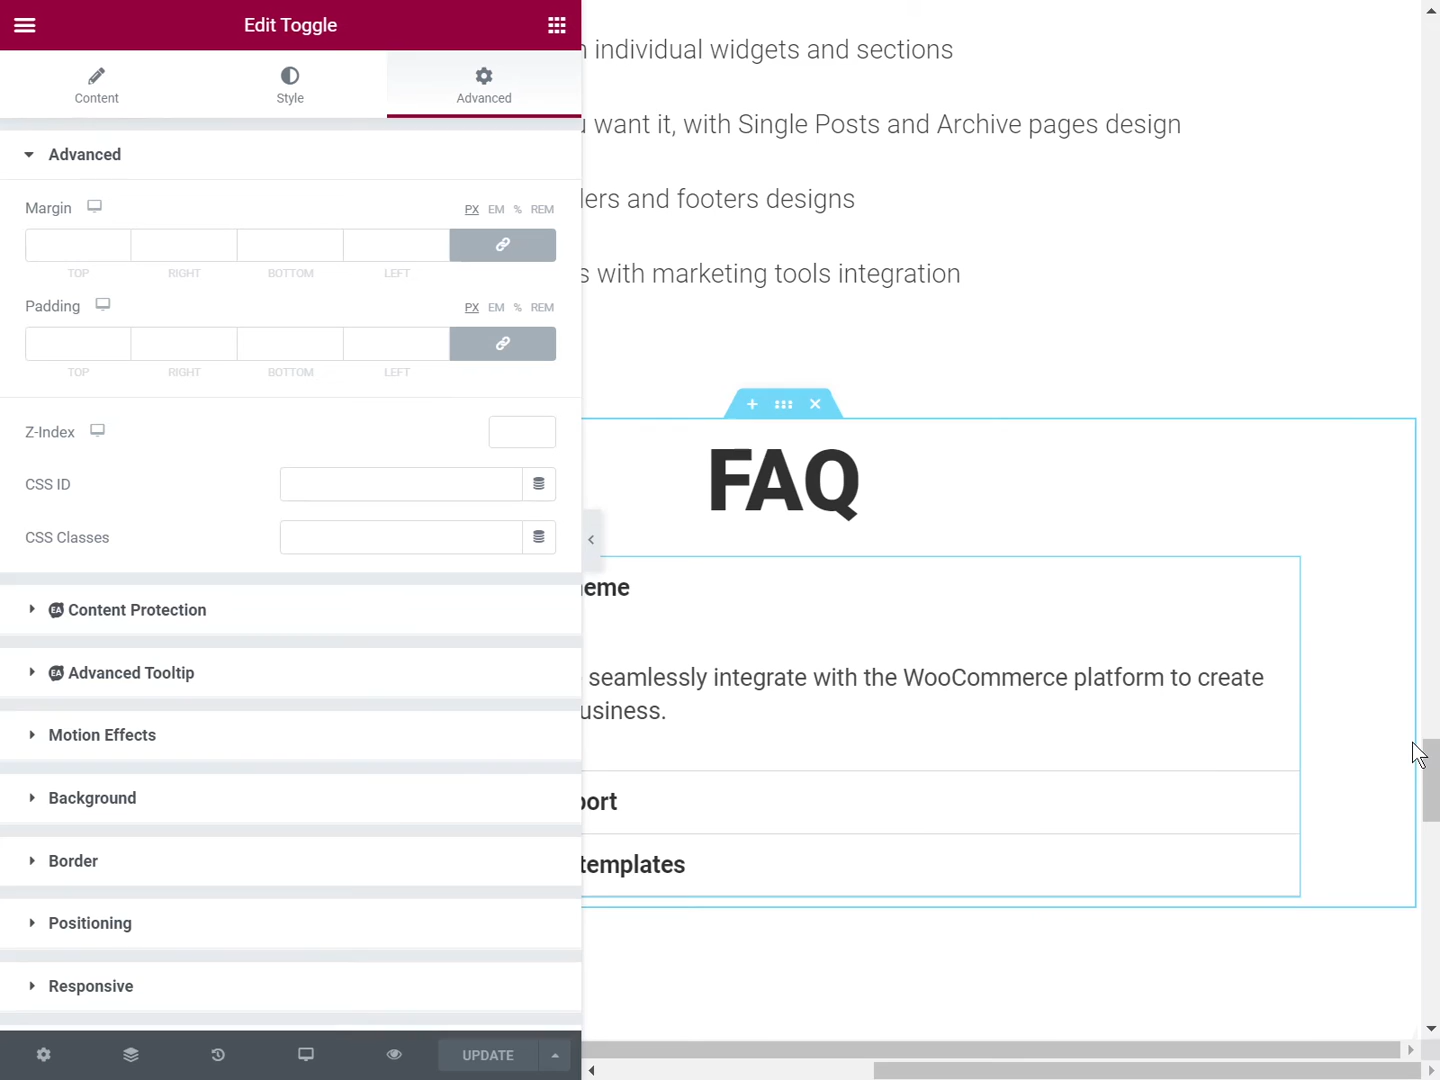 Edit Toggle
Content
Style
Advanced
Advanced
Margin
PX EM % REM
TOP RIGHT BOTTOM LEFT
Padding
PX EM % REM
TOP RIGHT BOTTOM LEFT
Z-Index
CSS ID
CSS Classes
EA Content Protection
EA Advanced Tooltip
Motion Effects
Background
Border
Positioning
Responsive
UPDATE
individual widgets and sections
want it, with Single Posts and Archive pages design
ers and footers designs
s with marketing tools integration
FAQ
eme
seamlessly integrate with the WooCommerce platform to create
usiness.
ort
templates